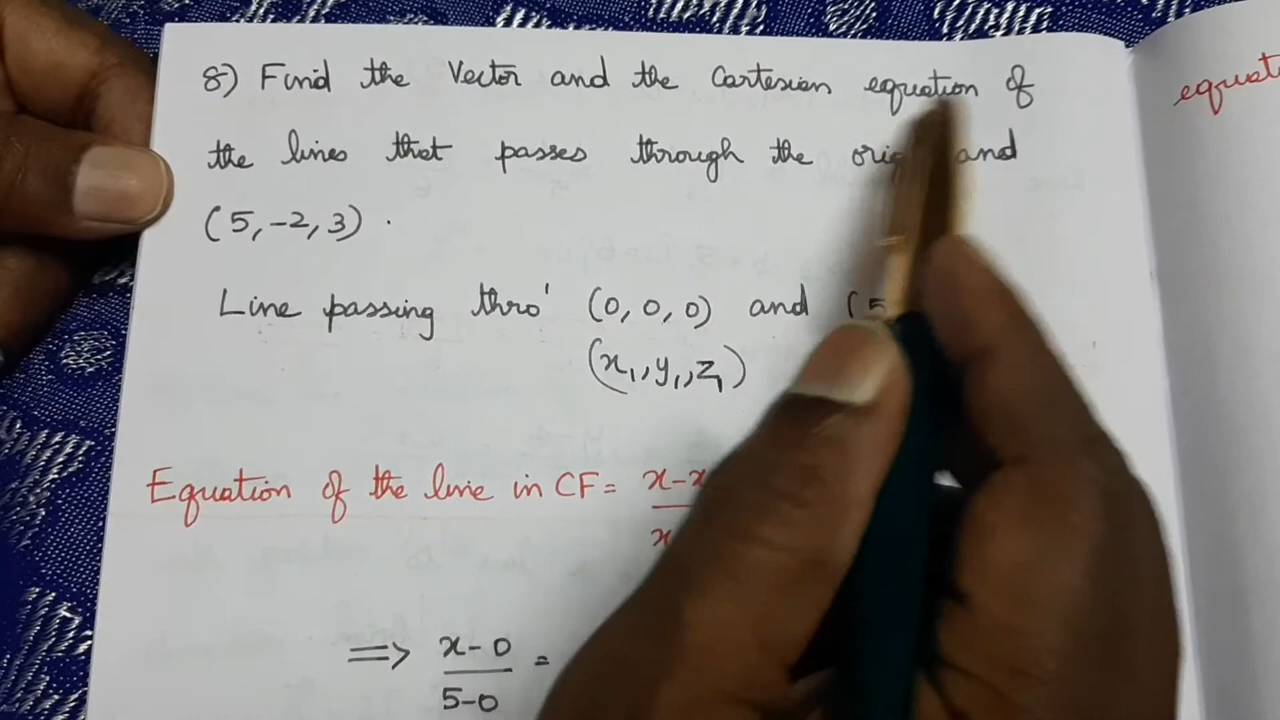 8) Find the Vector and the Cartesian equation of
the lines that passes through the and
(5,-2,3).
Line passing thro' (0, 0, 0) and (5
(x₁, y₁, z₁)
Equation of the line in CF = x-x
x
⇒ x-0 =
5-0
equat